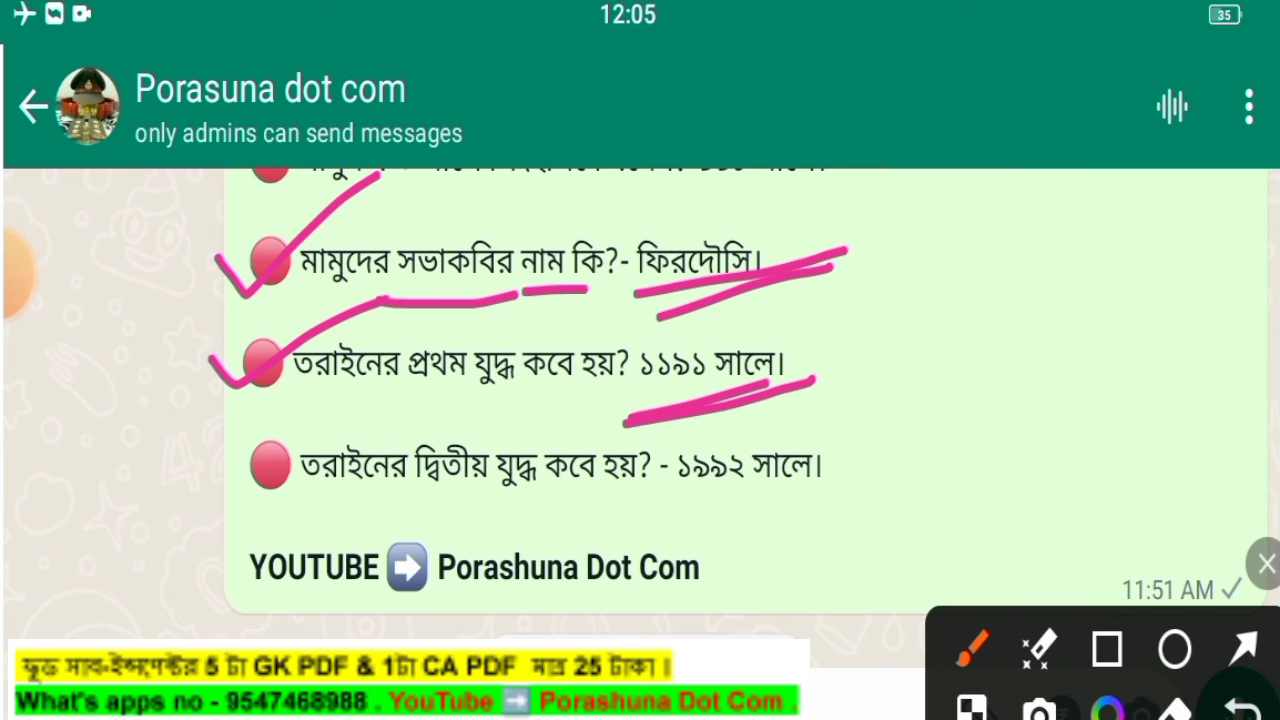 12:05
35
Porasuna dot com
only admins can send messages
মামুদের সভাকবির নাম কি?- ফিরদৌসি।
তরাইনের প্রথম যুদ্ধ কবে হয়? ১১৯১ সালে।
তরাইনের দ্বিতীয় যুদ্ধ কবে হয়? - ১৯৯২ সালে।
YOUTUBE ➡ Porashuna Dot Com
11:51 AM
ফুড সাব-ইন্সপেক্টর 5 টা GK PDF & 1টা CA PDF মাত্র 25 টাকা ।
What's apps no - 9547468988 . YouTube ➡ Porashuna Dot Com .